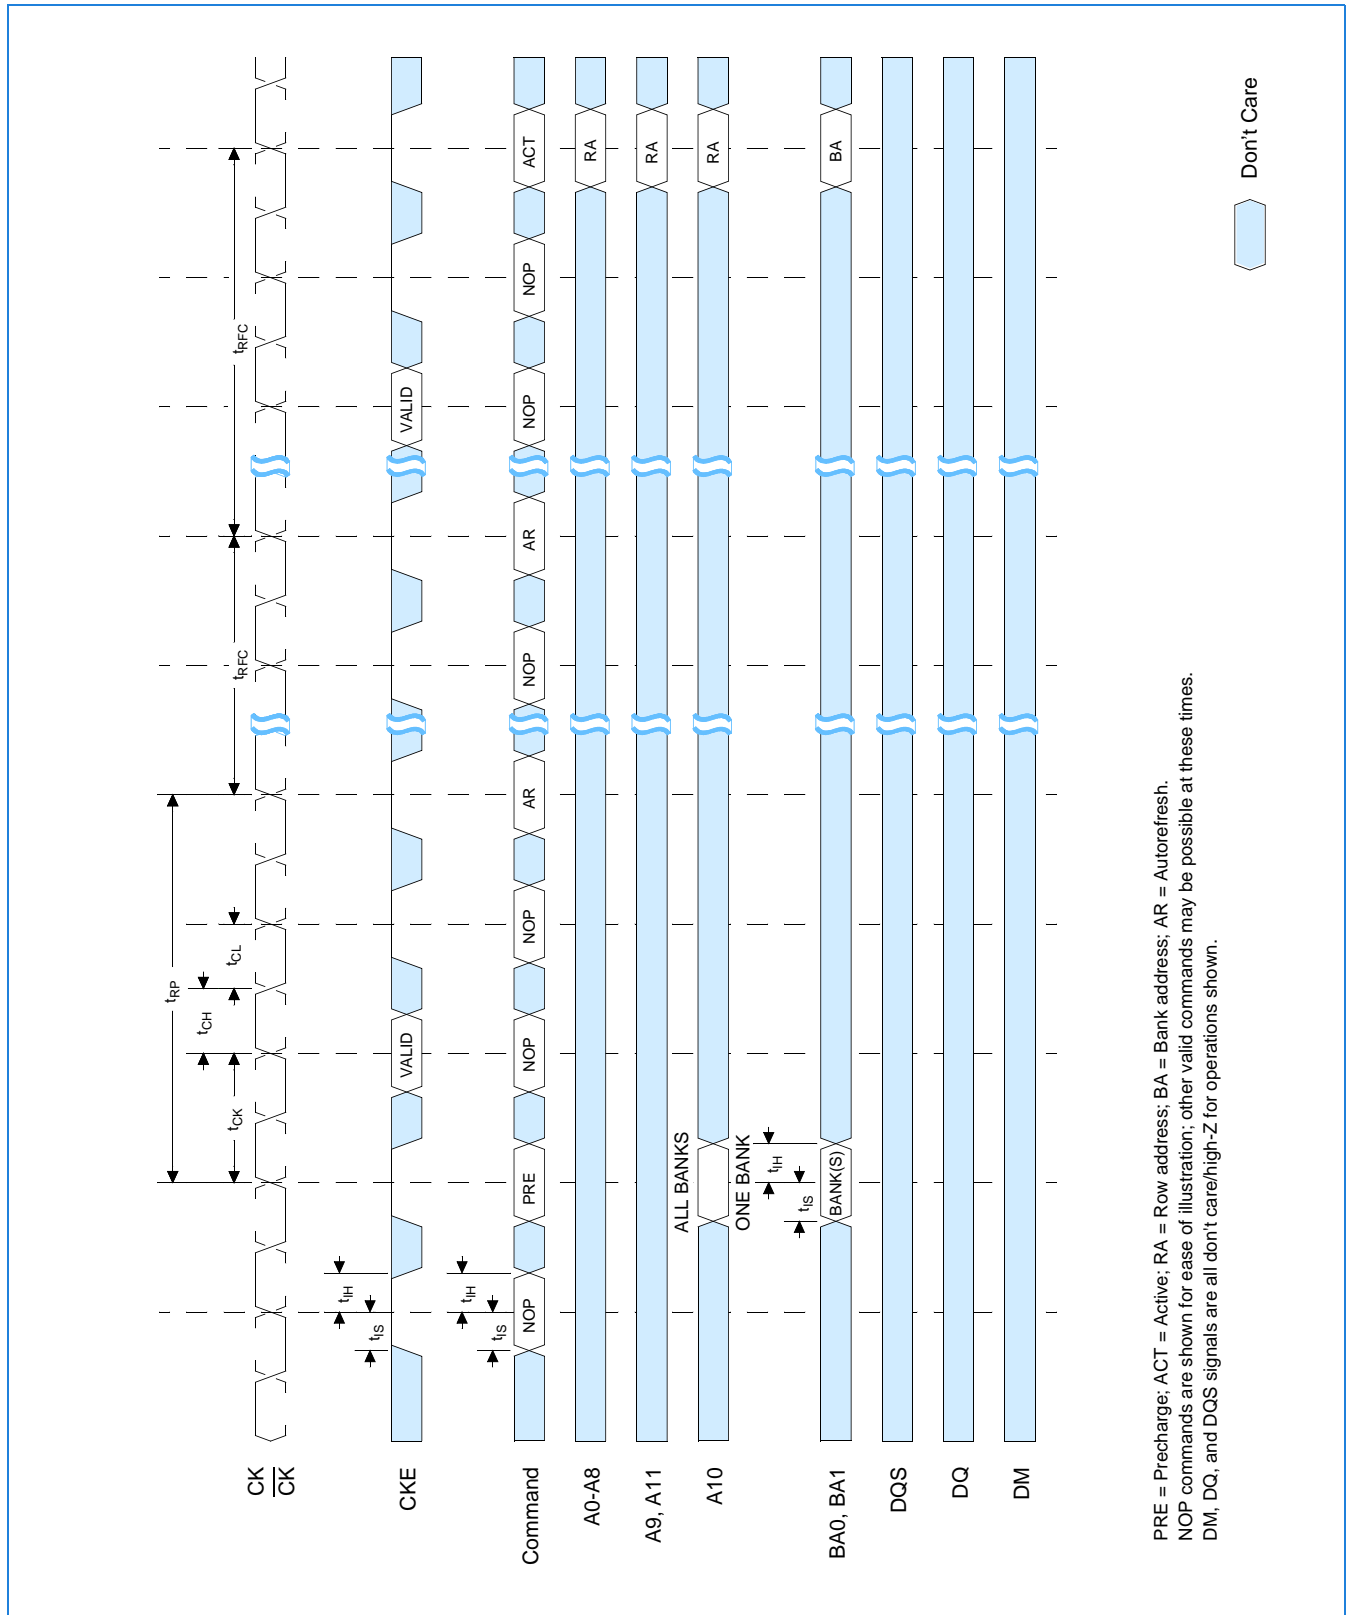 tRP
tCH
tCK tCL tRFC tRFC
CK
C̅K̅
tIH
tIS
CKE VALID VALID
tIH
tIS
Command NOP PRE NOP NOP AR NOP AR NOP NOP ACT
A0-A8 RA
A9, A11 RA
ALL BANKS
A10 RA
ONE BANK
tIH
tIS
BA0, BA1 BANK(S) BA
DQS
DQ
DM
PRE = Precharge; ACT = Active; RA = Row address; BA = Bank address; AR = Autorefresh.
NOP commands are shown for ease of illustration; other valid commands may be possible at these times.
DM, DQ, and DQS signals are all don't care/high-Z for operations shown.
Don't Care